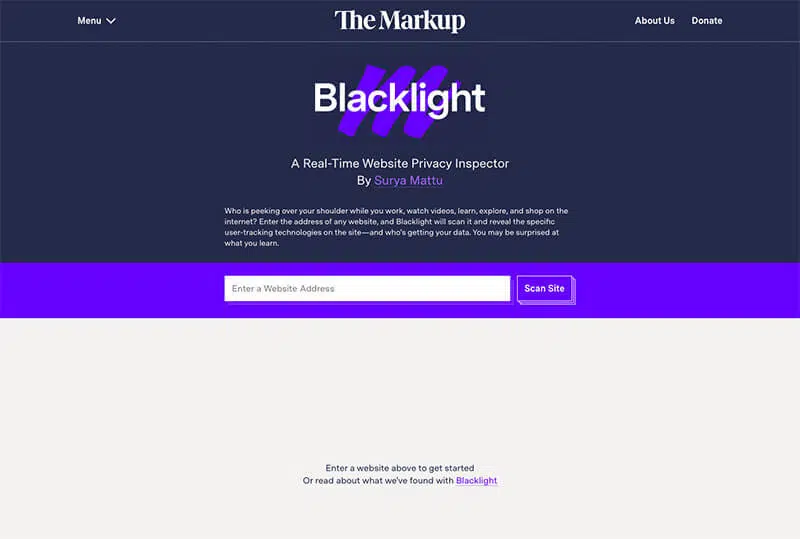 Menu
The Markup
About Us
Donate
Blacklight
A Real-Time Website Privacy Inspector
By Surya Mattu
Who is peeking over your shoulder while you work, watch videos, learn, explore, and shop on the
internet? Enter the address of any website, and Blacklight will scan it and reveal the specific
user-tracking technologies on the site—and who's getting your data. You may be surprised at
what you learn.
Enter a Website Address
Scan Site
Enter a website above to get started
Or read about what we've found with Blacklight